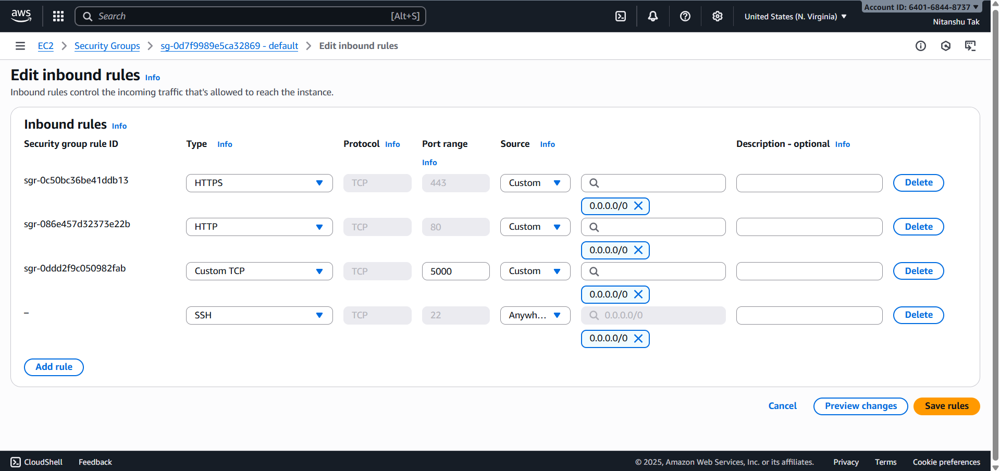 aws
Search [Alt+S]
United States (N. Virginia)
Account ID: 6401-6844-8737
Nitanshu Tak
EC2 Security Groups sg-0d7f9989e5ca32869 - default Edit inbound rules
Edit inbound rules Info
Inbound rules control the incoming traffic that's allowed to reach the instance.
Inbound rules Info
Security group rule ID Type Info Protocol Info Port range Info Source Info Description - optional Info
sgr-0c50bc36be41ddb13 HTTPS TCP 443 Custom Delete
0.0.0.0/0
sgr-086e457d32373e22b HTTP TCP 80 Custom Delete
0.0.0.0/0
sgr-0ddd2f9c050982fab Custom TCP TCP 5000 Custom Delete
0.0.0.0/0
– SSH TCP 22 Anywh... 0.0.0.0/0 Delete
0.0.0.0/0
Add rule
Cancel Preview changes Save rules
CloudShell Feedback © 2025, Amazon Web Services, Inc. or its affiliates. Privacy Terms Cookie preferences